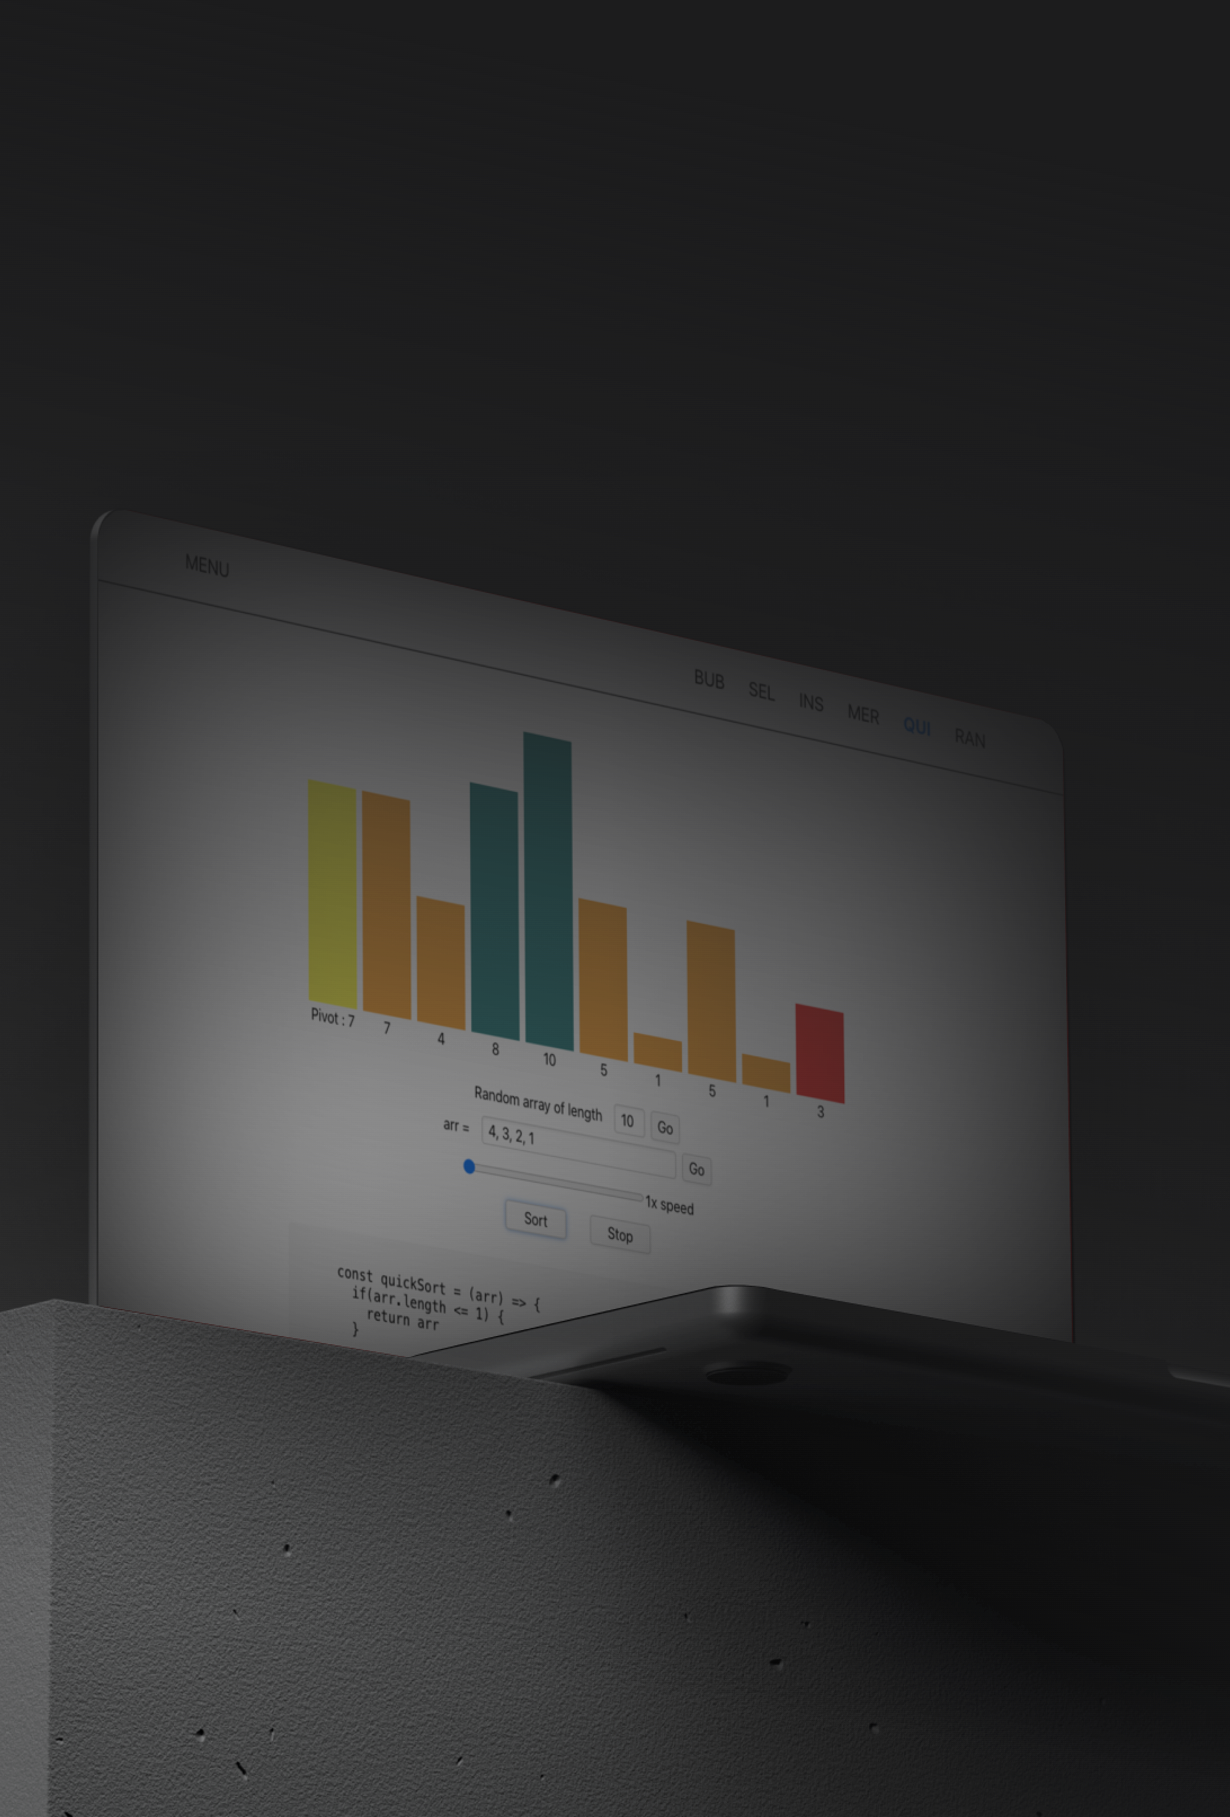 MENU
BUB SEL INS MER QUI RAN
Pivot : 7 7 4 8 10 5 1 5 1 3
Random array of length 10 Go
arr = 4, 3, 2, 1 Go
1x speed
Sort Stop
const quickSort = (arr) => {
if(arr.length <= 1) {
return arr
}